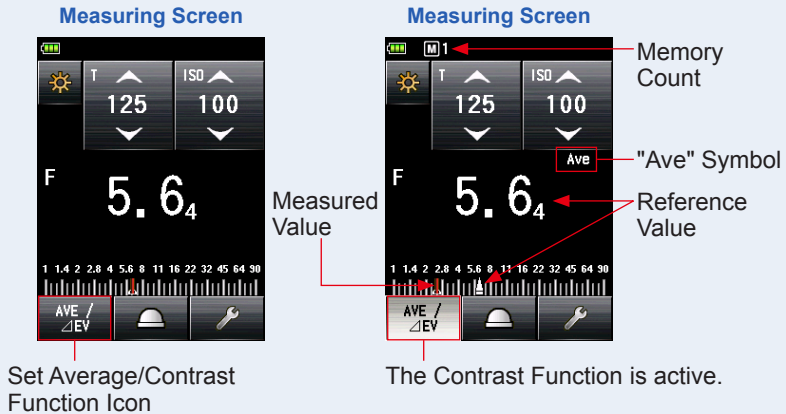 Measuring Screen
T
ISO
125
100
F
5.6₄
1 1.4 2 2.8 4 5.6 8 11 16 22 32 45 64 90
AVE /
⊿EV
Set Average/Contrast
Function Icon
Measuring Screen
M 1
Memory
Count
T
ISO
125
100
Ave
"Ave" Symbol
F
5.6₄
Measured
Value
Reference
Value
1 1.4 2 2.8 4 5.6 8 11 16 22 32 45 64 90
AVE /
⊿EV
The Contrast Function is active.